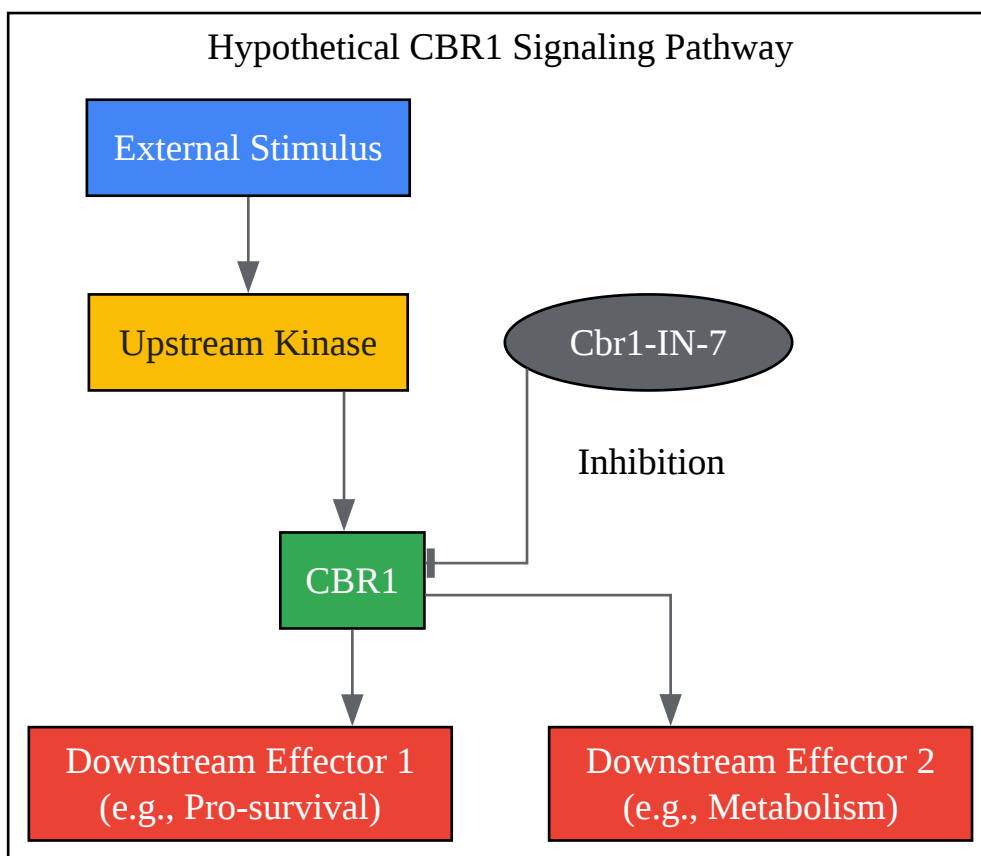 Hypothetical CBR1 Signaling Pathway
External Stimulus
Upstream Kinase
Cbr1-IN-7
Inhibition
CBR1
Downstream Effector 1
(e.g., Pro-survival)
Downstream Effector 2
(e.g., Metabolism)